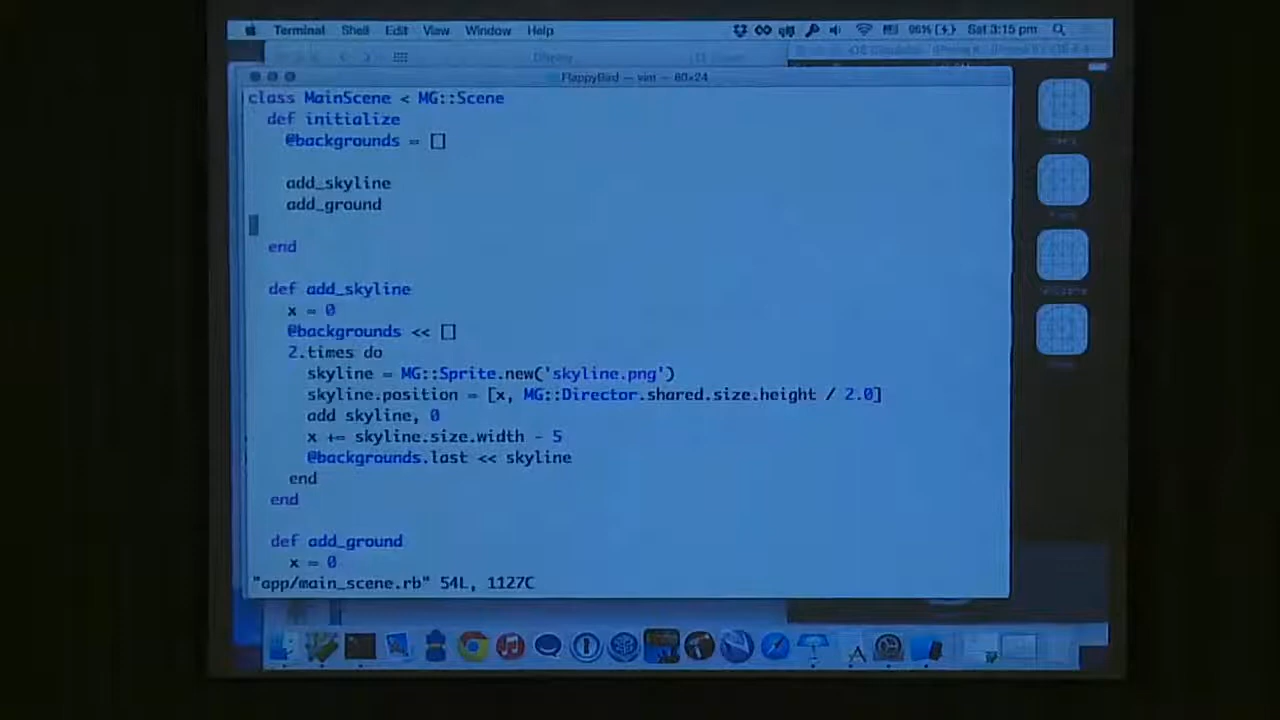 Terminal Shell Edit View Window Help 96% Sat 3:15 pm
Display
FlappyBird — vim — 80×24
class MainScene < MG::Scene
def initialize
@backgrounds = []
add_skyline
add_ground
end
def add_skyline
x = 0
@backgrounds << []
2.times do
skyline = MG::Sprite.new('skyline.png')
skyline.position = [x, MG::Director.shared.size.height / 2.0]
add skyline, 0
x += skyline.size.width - 5
@backgrounds.last << skyline
end
end
def add_ground
x = 0
"app/main_scene.rb" 54L, 1127C